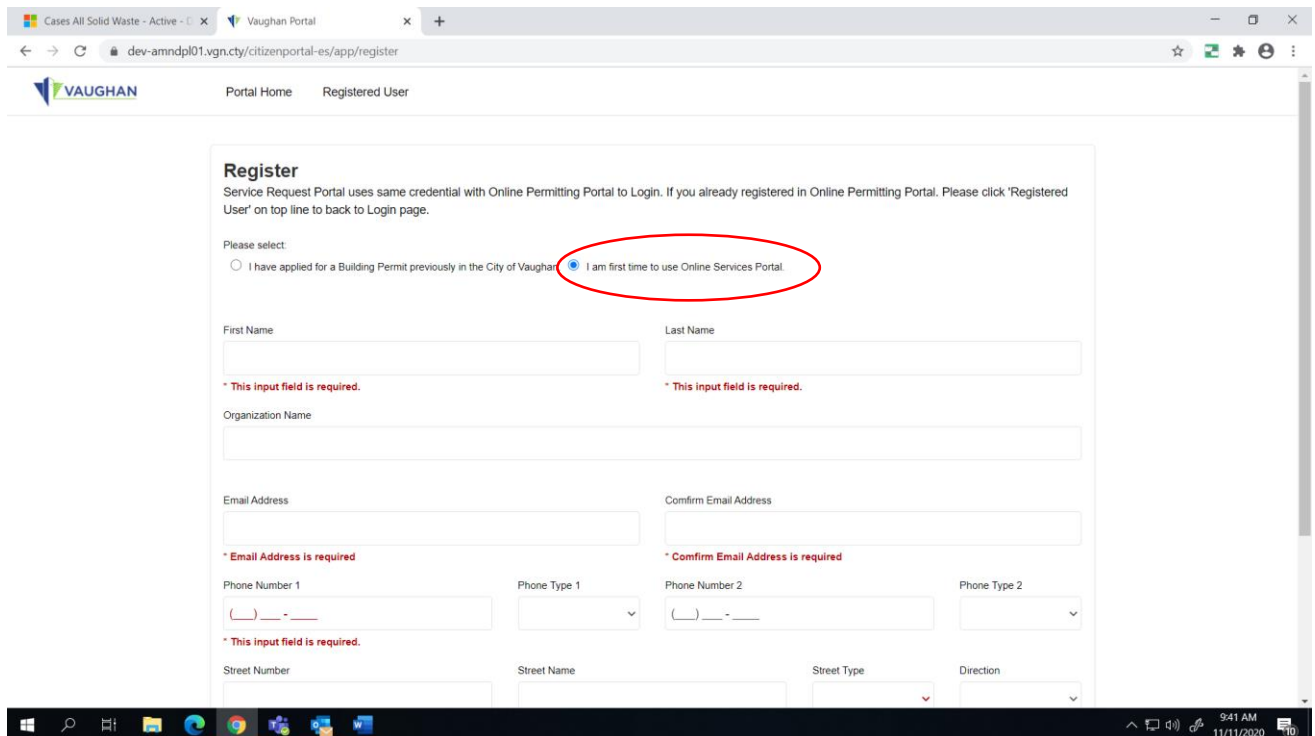 Cases All Solid Waste - Active - D
Vaughan Portal
dev-amndpl01.vgn.cty/citizenportal-es/app/register
VAUGHAN
Portal Home
Registered User
Register
Service Request Portal uses same credential with Online Permitting Portal to Login. If you already registered in Online Permitting Portal. Please click 'Registered
User' on top line to back to Login page.
Please select:
I have applied for a Building Permit previously in the City of Vaughan
I am first time to use Online Services Portal.
First Name
Last Name
* This input field is required.
* This input field is required.
Organization Name
Email Address
Comfirm Email Address
* Email Address is required
* Comfirm Email Address is required
Phone Number 1
Phone Type 1
Phone Number 2
Phone Type 2
(___) ___ - ____
(___) ___ - ____
* This input field is required.
Street Number
Street Name
Street Type
Direction
9:41 AM
11/11/2020
10